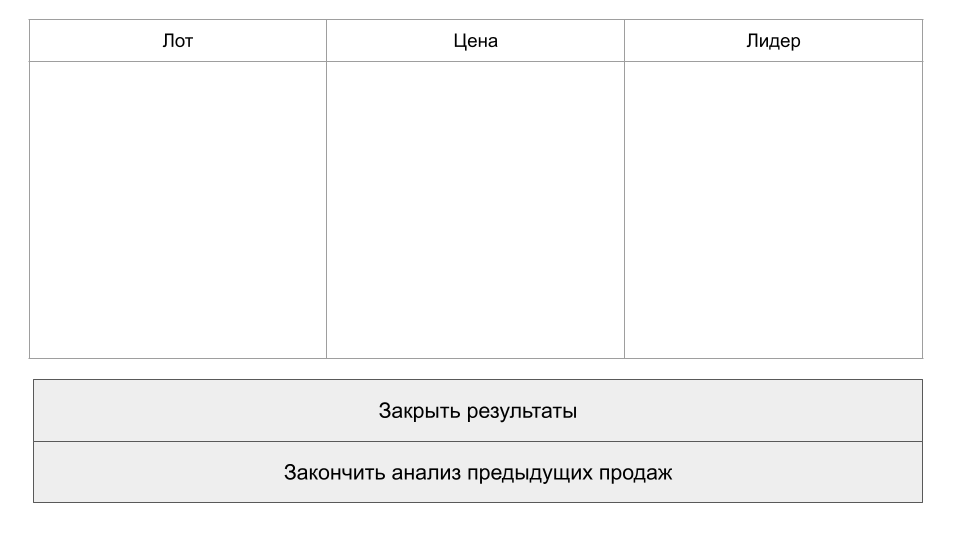 Лот
Цена
Лидер
Закрыть результаты
Закончить анализ предыдущих продаж